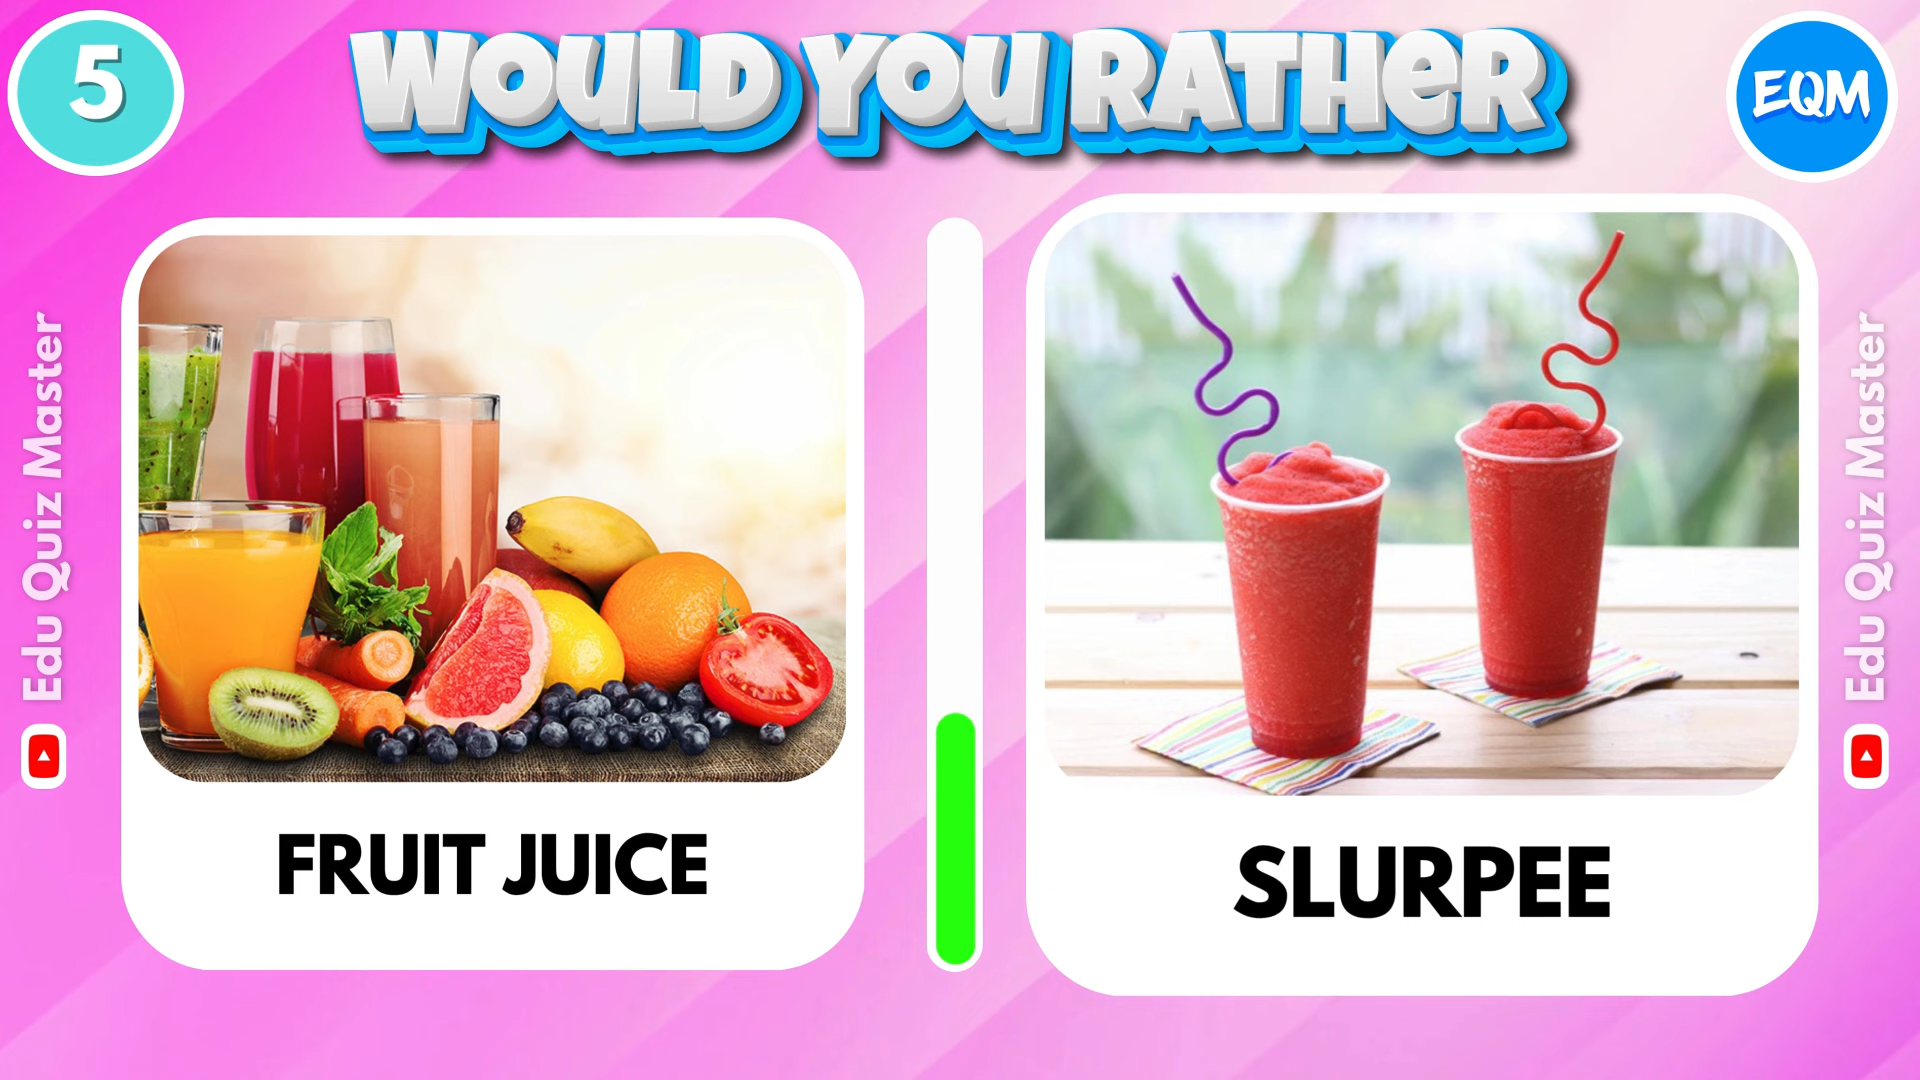 5
WOULD YOU RATHER
EQM
Edu Quiz Master
FRUIT JUICE
SLURPEE
Edu Quiz Master